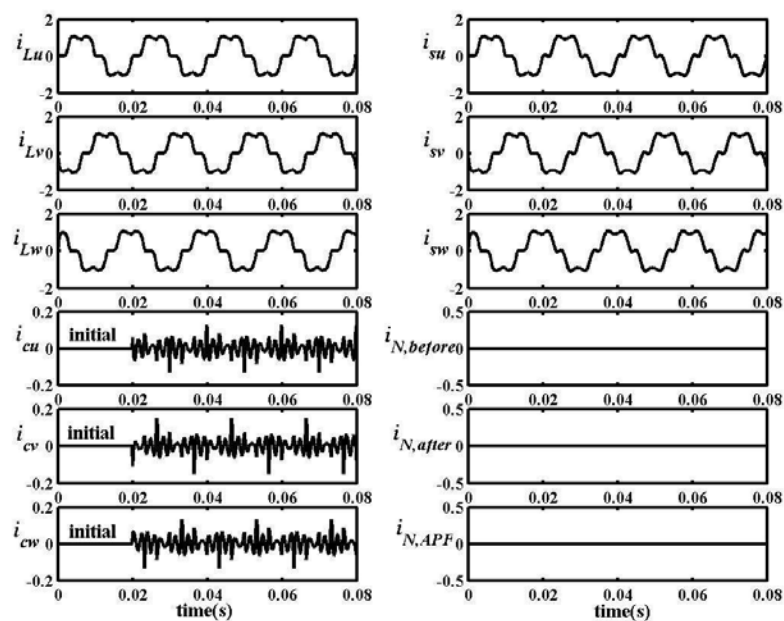 2
i_Lu 0
-2
0 0.02 0.04 0.06 0.08
2
i_Lv 0
-2
0 0.02 0.04 0.06 0.08
2
i_Lw 0
-2
0 0.02 0.04 0.06 0.08
0.2
initial
i_cu 0
-0.2
0 0.02 0.04 0.06 0.08
0.2
initial
i_cv 0
-0.2
0 0.02 0.04 0.06 0.08
0.2
initial
i_cw 0
-0.2
0 0.02 0.04 0.06 0.08
time(s)
2
i_su 0
-2
0 0.02 0.04 0.06 0.08
2
i_sv 0
-2
0 0.02 0.04 0.06 0.08
2
i_sw 0
-2
0 0.02 0.04 0.06 0.08
0.5
i_N,before 0
-0.5
0 0.02 0.04 0.06 0.08
0.5
i_N,after 0
-0.5
0 0.02 0.04 0.06 0.08
0.5
i_N,APF 0
-0.5
0 0.02 0.04 0.06 0.08
time(s)